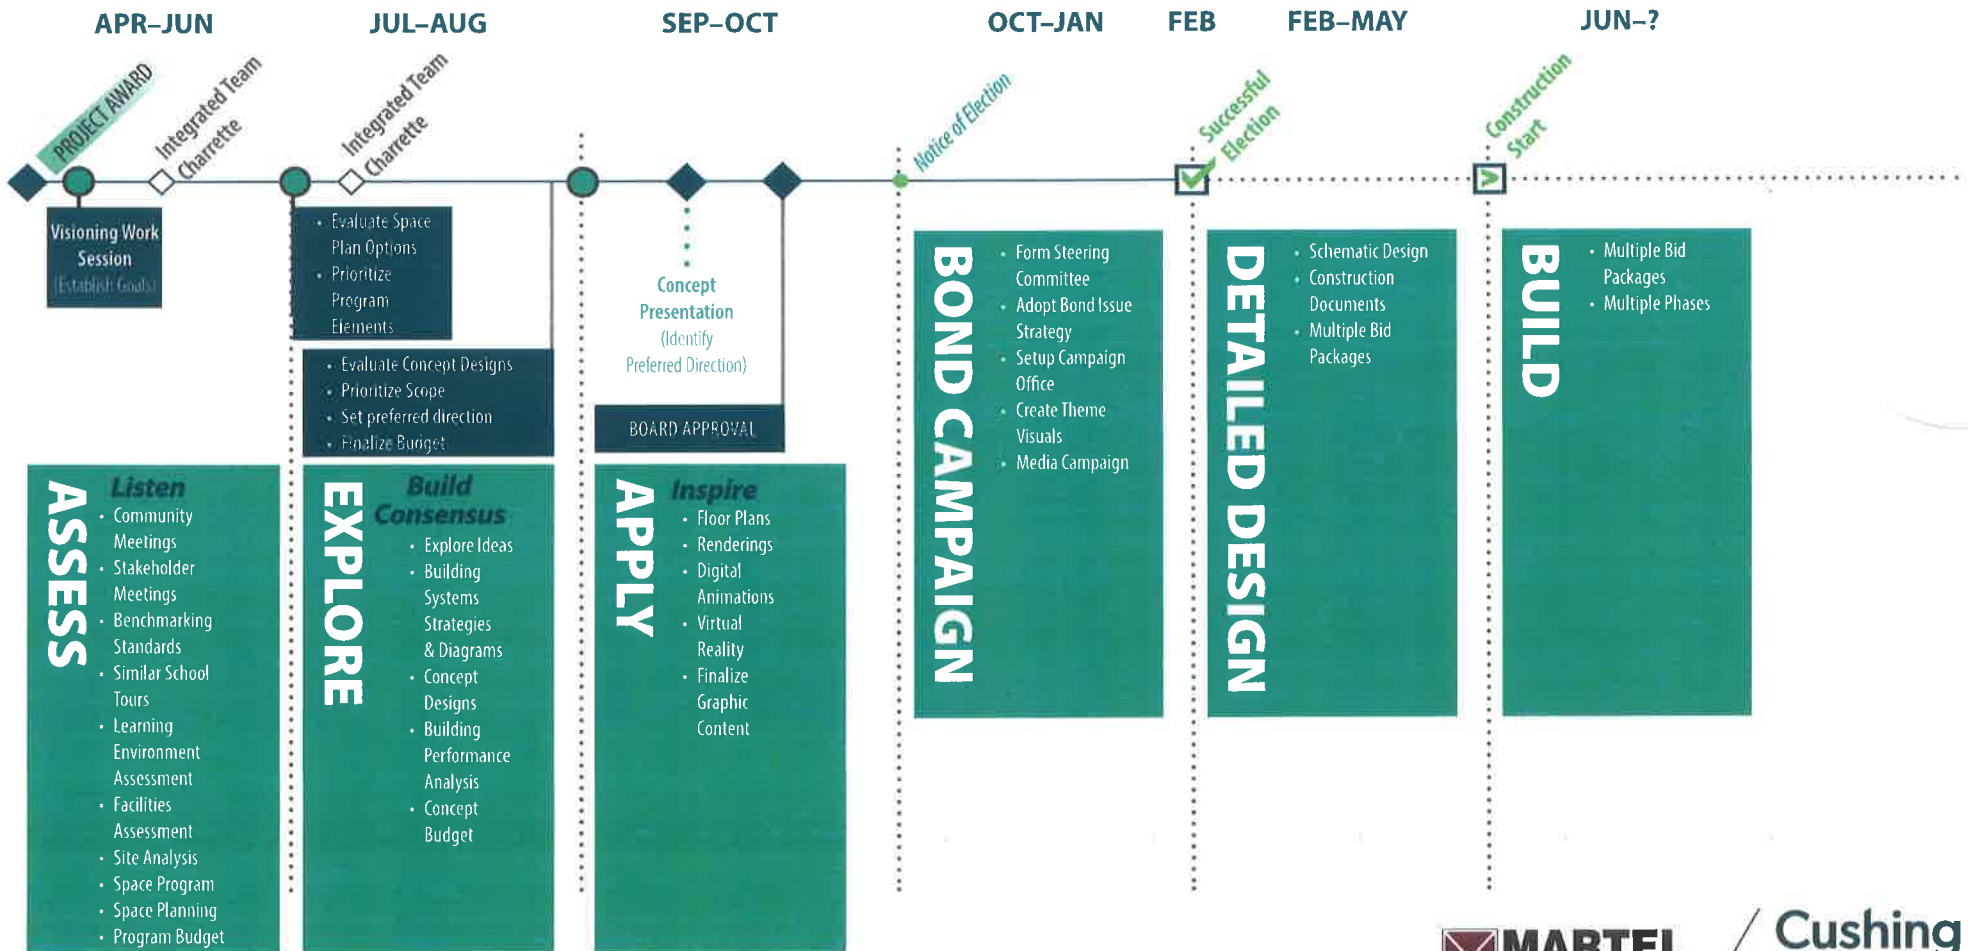 APR–JUN
JUL–AUG
SEP–OCT
OCT–JAN
FEB
FEB–MAY
JUN–?
PROJECT AWARD
Integrated Team
Charrette
Integrated Team
Charrette
Notice of Election
Successful
Election
Construction
Start
Visioning Work
Session
(Establish Goals)
• Evaluate Space
Plan Options
• Prioritize
Program
Elements
• Evaluate Concept Designs
• Prioritize Scope
• Set preferred direction
• Finalize Budget
Concept
Presentation
(Identify
Preferred Direction)
BOARD APPROVAL
ASSESS
Listen
• Community
Meetings
• Stakeholder
Meetings
• Benchmarking
Standards
• Similar School
Tours
• Learning
Environment
Assessment
• Facilities
Assessment
• Site Analysis
• Space Program
• Space Planning
• Program Budget
EXPLORE
Build
Consensus
• Explore Ideas
• Building
Systems
Strategies
& Diagrams
• Concept
Designs
• Building
Performance
Analysis
• Concept
Budget
APPLY
Inspire
• Floor Plans
• Renderings
• Digital
Animations
• Virtual
Reality
• Finalize
Graphic
Content
BOND CAMPAIGN
• Form Steering
Committee
• Adopt Bond Issue
Strategy
• Setup Campaign
Office
• Create Theme
Visuals
• Media Campaign
DETAILED DESIGN
• Schematic Design
• Construction
Documents
• Multiple Bid
Packages
BUILD
• Multiple Bid
Packages
• Multiple Phases
MARTEL
Cushing